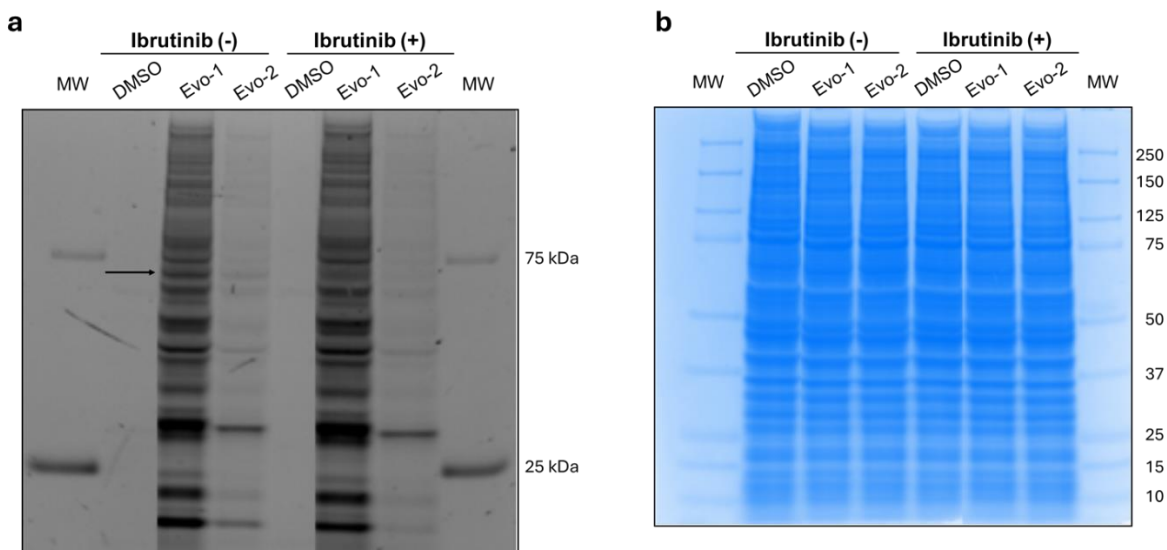 a
Ibrutinib (-) Ibrutinib (+)
MW DMSO Evo-1 Evo-2 DMSO Evo-1 Evo-2 MW
75 kDa
25 kDa
b
Ibrutinib (-) Ibrutinib (+)
MW DMSO Evo-1 Evo-2 DMSO Evo-1 Evo-2 MW
250
150
125
75
50
37
25
15
10